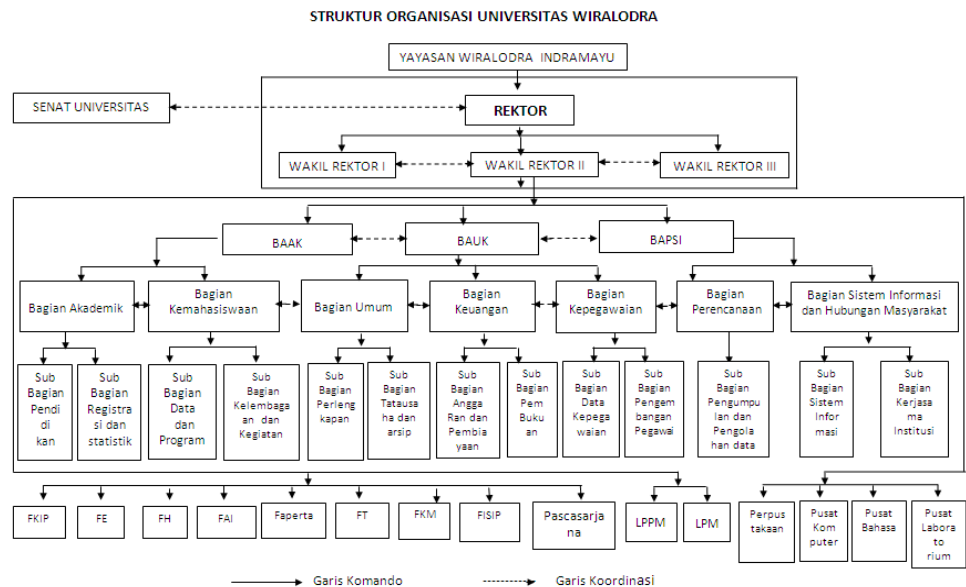 STRUKTUR ORGANISASI UNIVERSITAS WIRALODRA
YAYASAN WIRALODRA INDRAMAYU
SENAT UNIVERSITAS
REKTOR
WAKIL REKTOR I
WAKIL REKTOR II
WAKIL REKTOR III
BAAK
BAUK
BAPSI
Bagian Akademik
Bagian
Kemahasiswaan
Bagian Umum
Bagian
Keuangan
Bagian
Kepegawaian
Bagian
Perencanaan
Bagian Sistem Informasi
dan Hubungan Masyarakat
Sub
Bagian
Pendi
di
kan
Sub
Bagian
Registra
si dan
statistik
Sub
Bagian
Data
dan
Program
Sub
Bagian
Kelembaga
an dan
Kegiatan
Sub
Bagian
Perleng
kapan
Sub
Bagian
Tatausa
ha dan
arsip
Sub
Bagian
Angga
Ran dan
Pembia
yaan
Sub
Bagian
Pem
Buku
an
Sub
Bagian
Data
Kepega
waian
Sub
Bagian
Pengem
bangan
Pegawai
Sub
Bagian
Pengumpu
lan dan
Pengola
han data
Sub
Bagian
Sistem
Infor
masi
Sub
Bagian
Kerjasa
ma
Institusi
FKIP
FE
FH
FAI
Faperta
FT
FKM
FISIP
Pascasarja
na
LPPM
LPM
Perpus
takaan
Pusat
Kom
puter
Pusat
Bahasa
Pusat
Labora
to
rium
Garis Komando
Garis Koordinasi